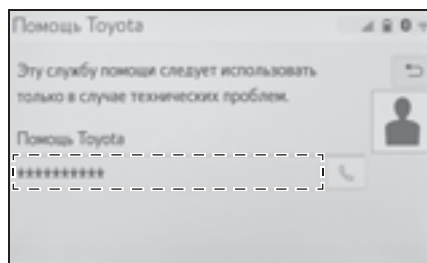 Помощь Toyota
Эту службу помощи следует использовать
только в случае технических проблем.
Помощь Toyota
**********